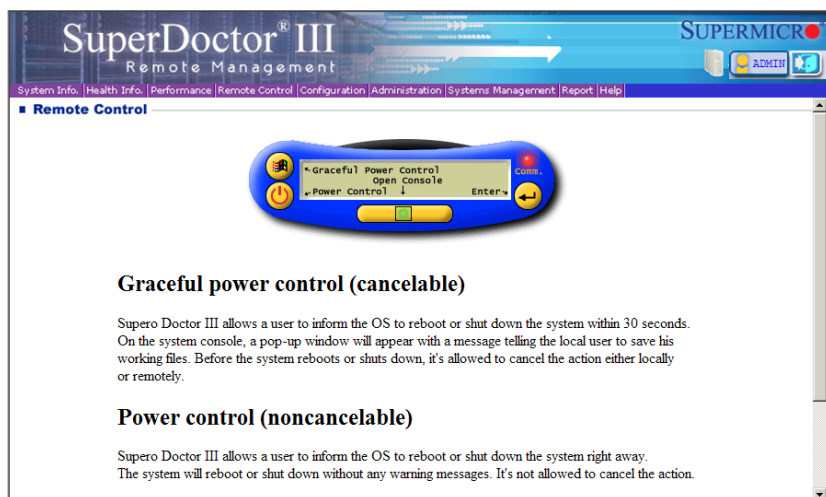 SuperDoctor® III
Remote Management
SUPERMICRO
ADMIN
System Info. Health Info. Performance Remote Control Configuration Administration Systems Management Report Help
Remote Control
Graceful Power Control
Open Console
Power Control Enter
Comm.
Graceful power control (cancelable)
Supero Doctor III allows a user to inform the OS to reboot or shut down the system within 30 seconds.
On the system console, a pop-up window will appear with a message telling the local user to save his
working files. Before the system reboots or shuts down, it's allowed to cancel the action either locally
or remotely.
Power control (noncancelable)
Supero Doctor III allows a user to inform the OS to reboot or shut down the system right away.
The system will reboot or shut down without any warning messages. It's not allowed to cancel the action.